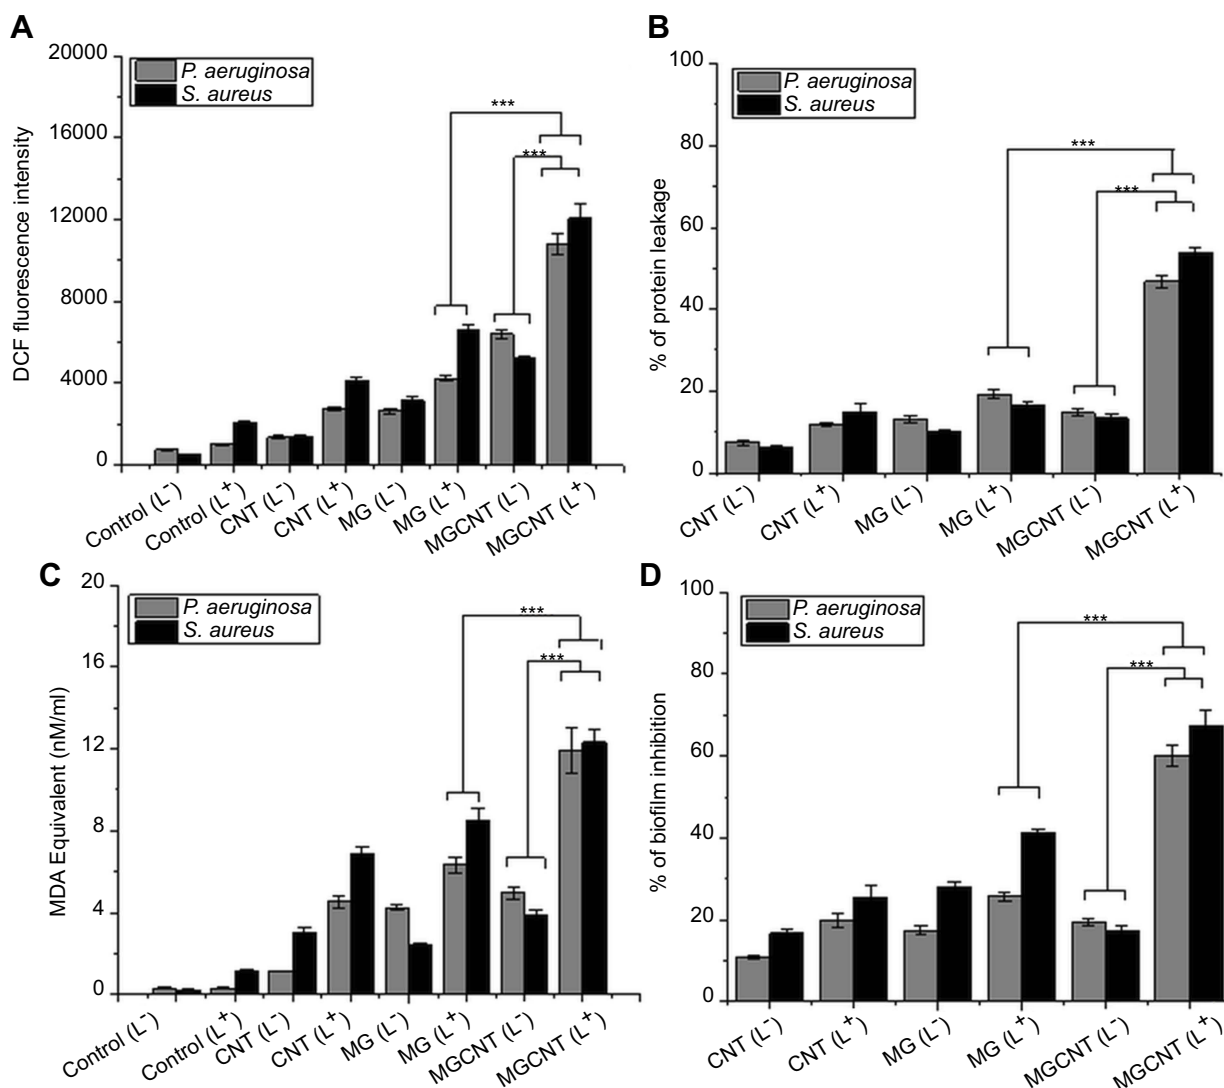 A
DCF fluorescence intensity
20000
16000
12000
8000
4000
0
P. aeruginosa
S. aureus
***
***
Control (L-)
Control (L+)
CNT (L-)
CNT (L+)
MG (L-)
MG (L+)
MGCNT (L-)
MGCNT (L+)
B
% of protein leakage
100
80
60
40
20
0
P. aeruginosa
S. aureus
***
***
CNT (L-)
CNT (L+)
MG (L-)
MG (L+)
MGCNT (L-)
MGCNT (L+)
C
MDA Equivalent (nM/ml)
20
16
12
8
4
0
P. aeruginosa
S. aureus
***
***
Control (L-)
Control (L+)
CNT (L-)
CNT (L+)
MG (L-)
MG (L+)
MGCNT (L-)
MGCNT (L+)
D
% of biofilm inhibition
100
80
60
40
20
0
P. aeruginosa
S. aureus
***
***
CNT (L-)
CNT (L+)
MG (L-)
MG (L+)
MGCNT (L-)
MGCNT (L+)